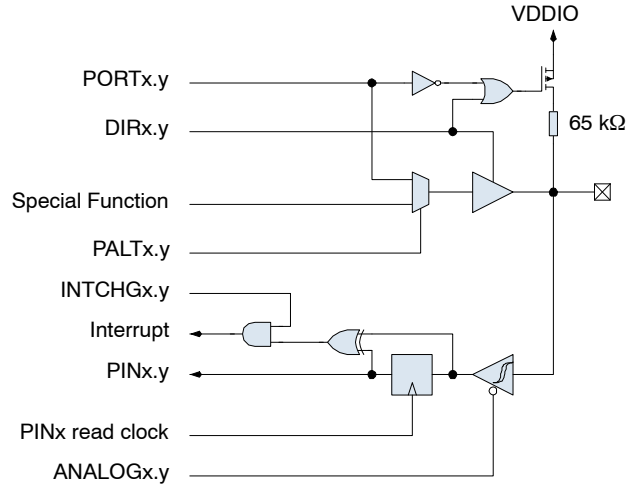 VDDIO
PORTx.y
DIRx.y
65 kΩ
Special Function
PALTx.y
INTCHGx.y
Interrupt
PINx.y
PINx read clock
ANALOGx.y